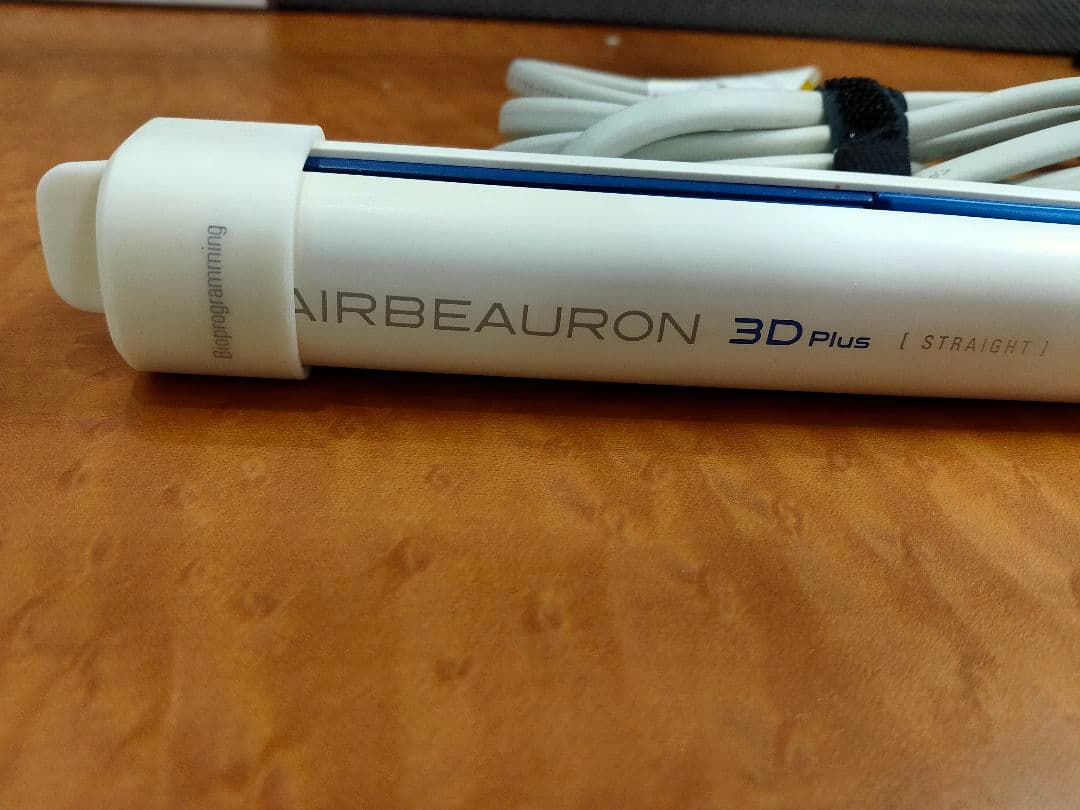 Bioprogramming
AIRBEAURON 3D Plus [ STRAIGHT ]